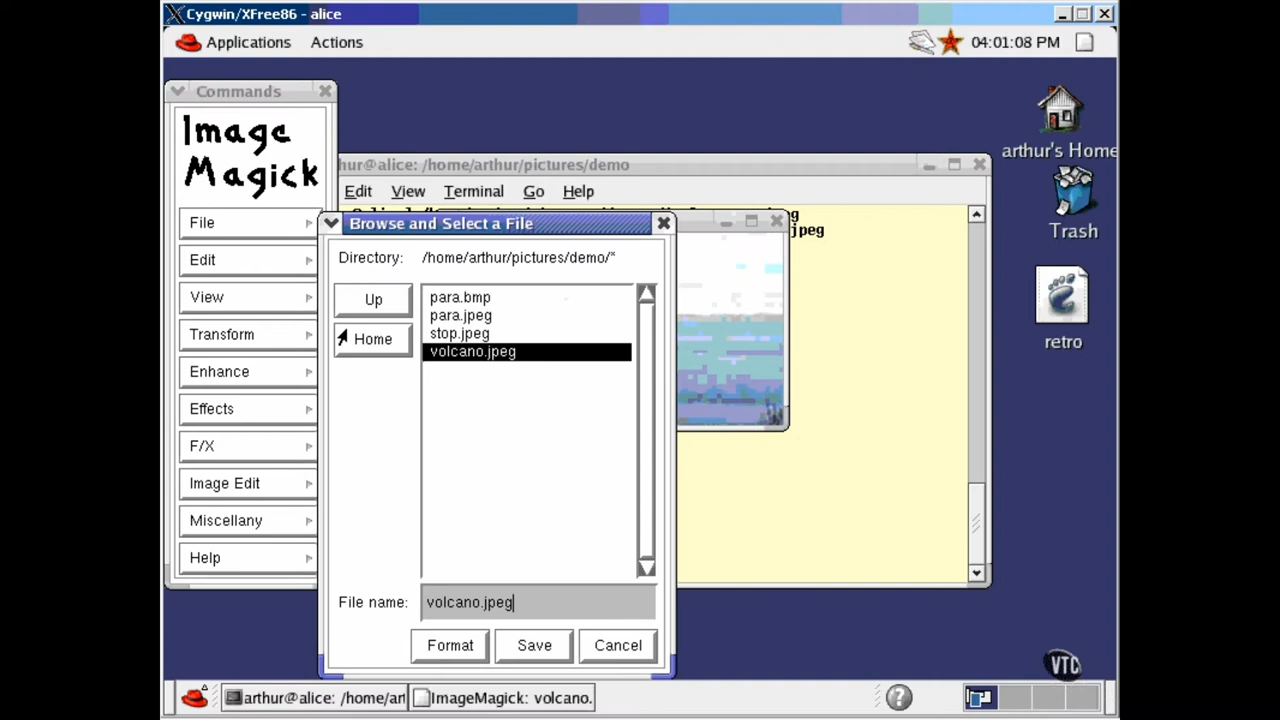 Cygwin/XFree86 - alice
Applications Actions
04:01:08 PM
Commands
Image
Magick
File
Edit
View
Transform
Enhance
Effects
F/X
Image Edit
Miscellany
Help
hur@alice: /home/arthur/pictures/demo
Edit View Terminal Go Help
jpeg
Browse and Select a File
Directory: /home/arthur/pictures/demo/*
Up
Home
para.bmp
para.jpeg
stop.jpeg
volcano.jpeg
File name: volcano.jpeg
Format Save Cancel
arthur's Home
Trash
retro
VTC
arthur@alice: /home/art
ImageMagick: volcano.
?